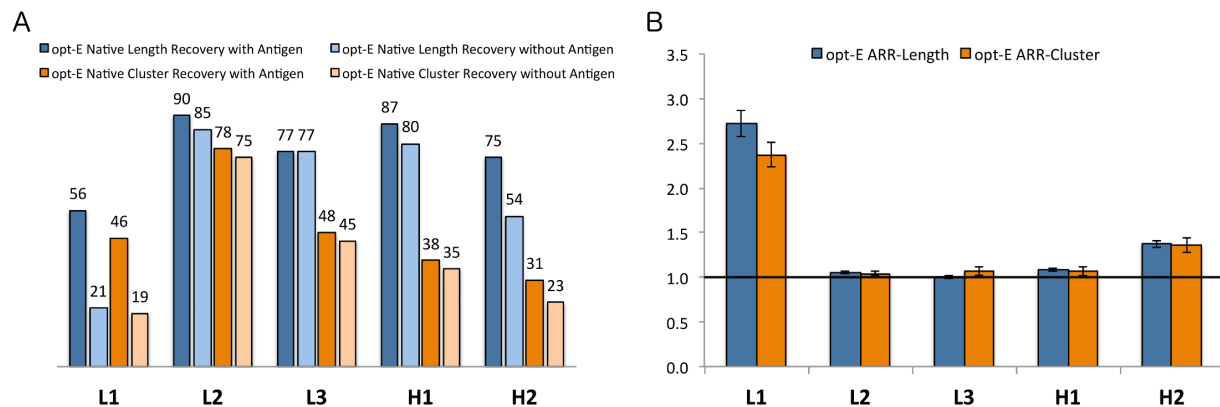 A
opt-E Native Length Recovery with Antigen
opt-E Native Length Recovery without Antigen
opt-E Native Cluster Recovery with Antigen
opt-E Native Cluster Recovery without Antigen
56
21
46
19
90
85
78
75
77
77
48
45
87
80
38
35
75
54
31
23
L1
L2
L3
H1
H2
B
opt-E ARR-Length
opt-E ARR-Cluster
3.5
3.0
2.5
2.0
1.5
1.0
0.5
0.0
L1
L2
L3
H1
H2